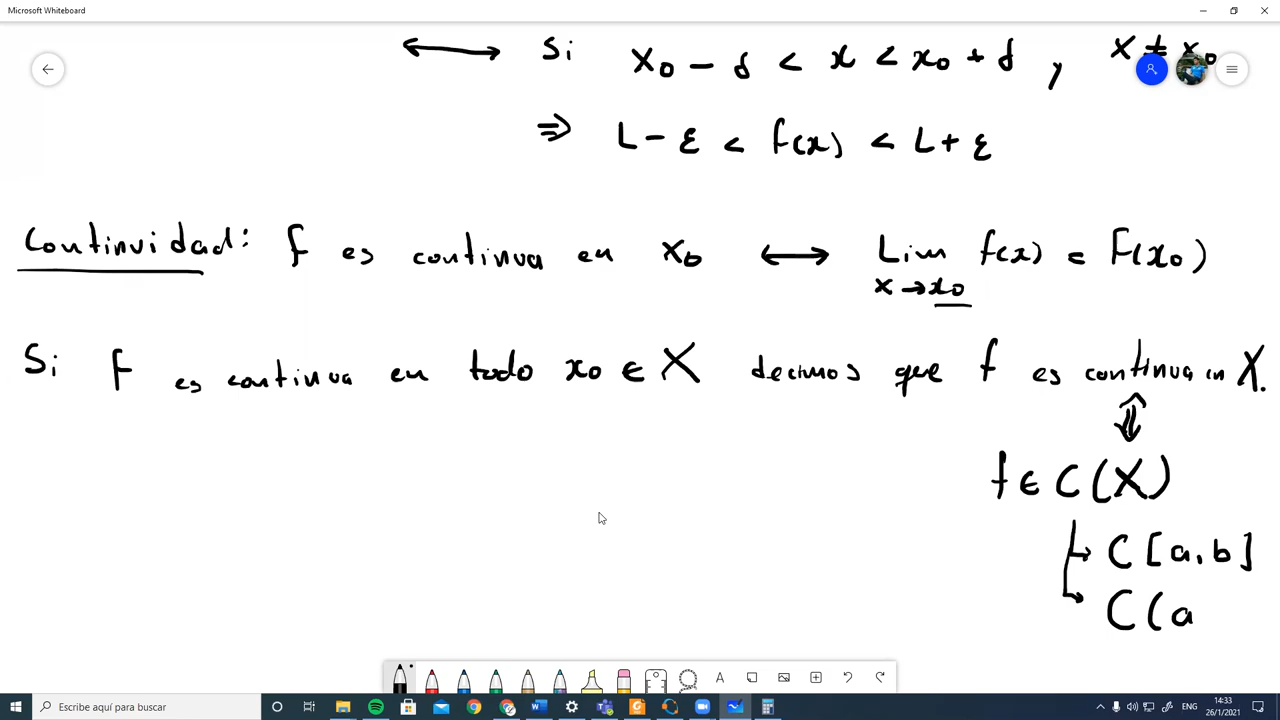 Microsoft Whiteboard
⟷ Si x₀ - δ < x < x₀ + δ, x ≠ x₀
⇒ L - ε < f(x) < L + ε
Continuidad: f es continua en x₀ ⟷ Lim f(x) = F(x₀)
x → x₀
Si F es continua en todo x₀ ∈ X decimos que f es continua en X.
⇕
f ∈ C(X)
→ C[a,b]
→ C(a
Escribe aquí para buscar
14:33
26/1/2021